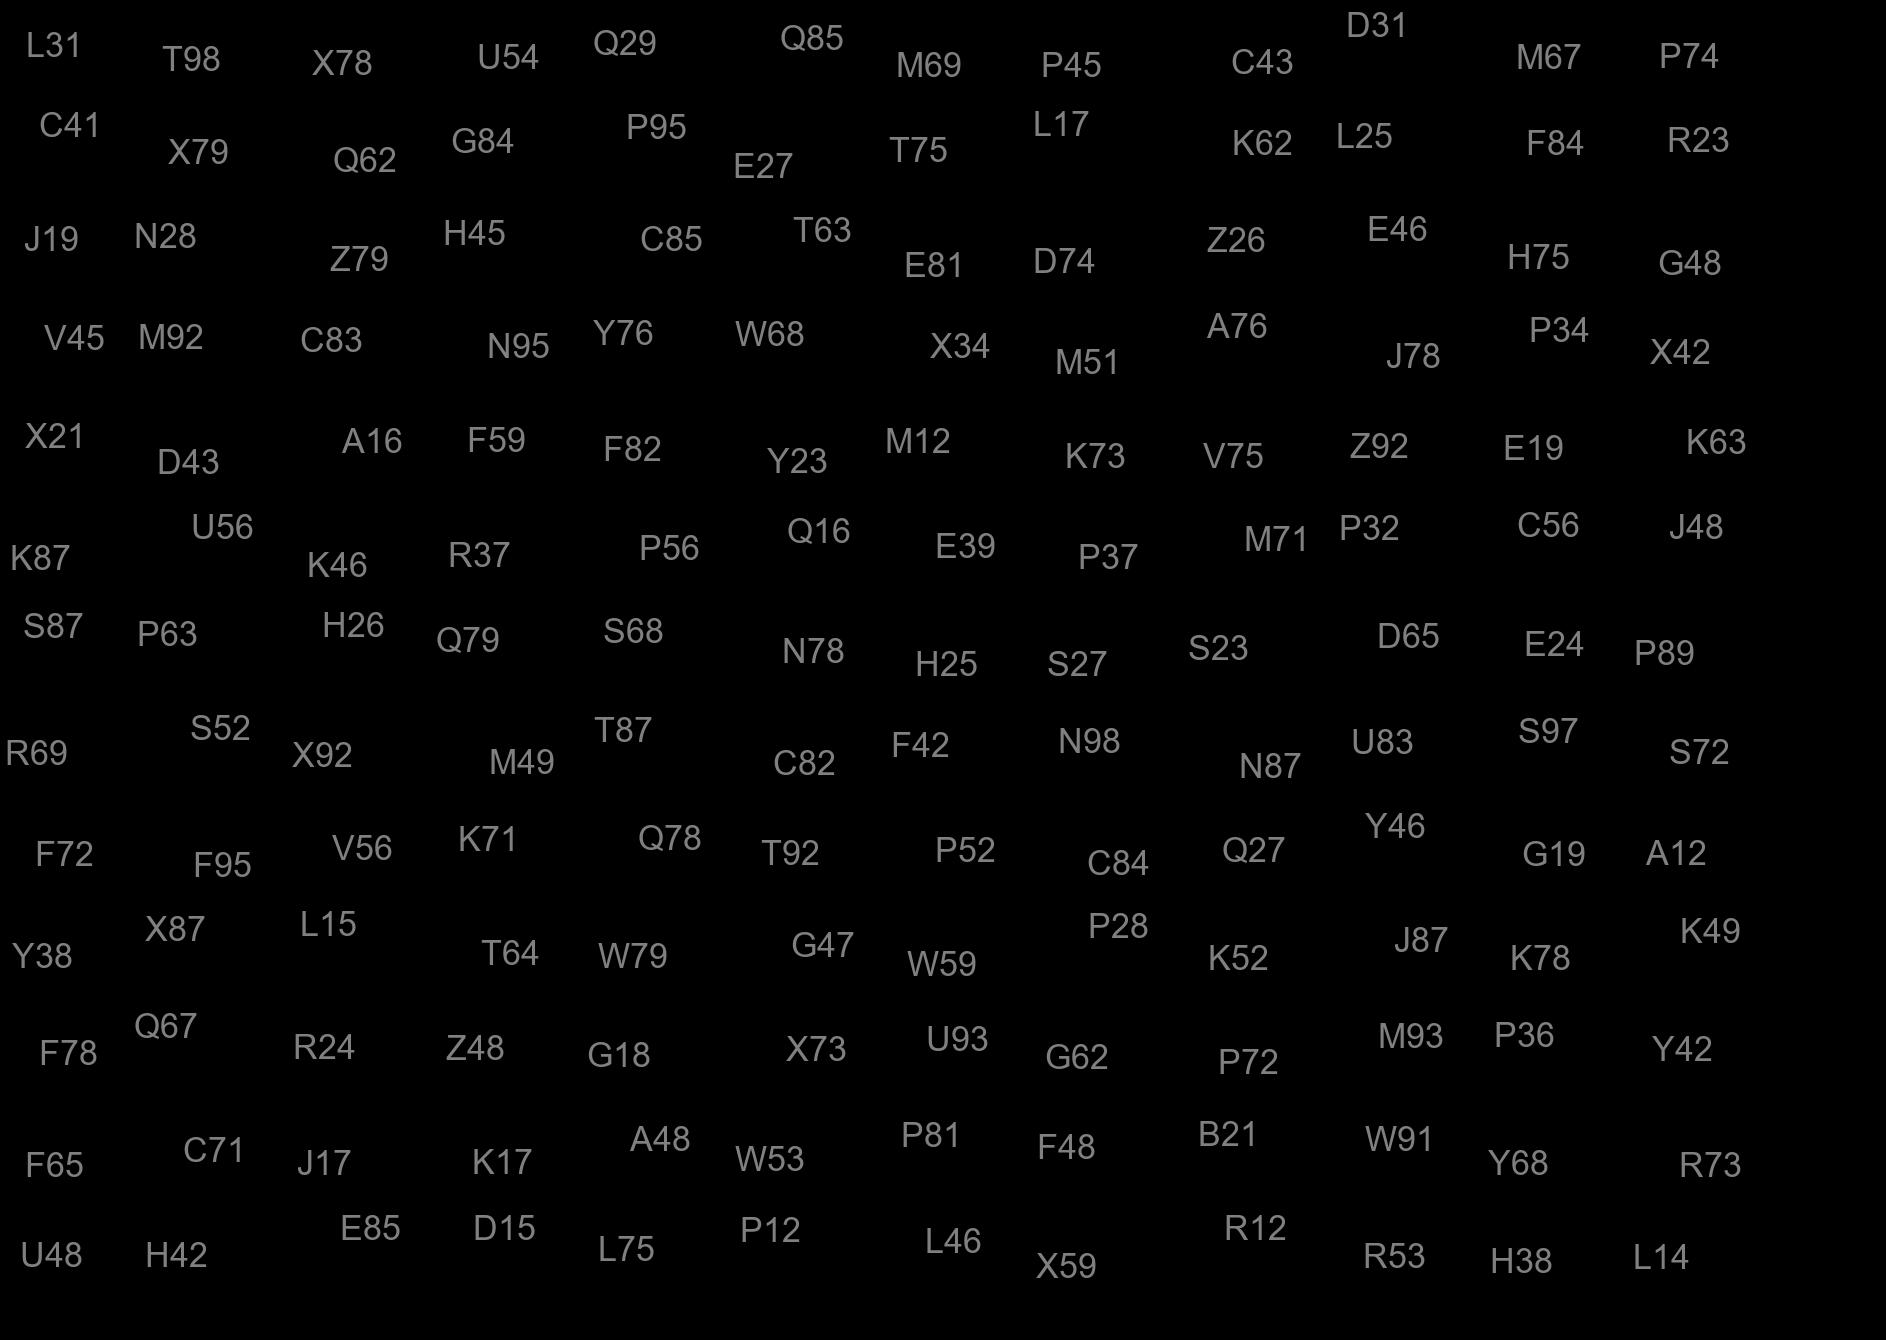 L31 T98 X78 U54 Q29 Q85 M69 P45 C43 D31 M67 P74
C41 X79 Q62 G84 P95 E27 T75 L17 K62 L25 F84 R23
J19 N28 Z79 H45 C85 T63 E81 D74 Z26 E46 H75 G48
V45 M92 C83 N95 Y76 W68 X34 M51 A76 J78 P34 X42
X21 D43 A16 F59 F82 Y23 M12 K73 V75 Z92 E19 K63
K87 U56 K46 R37 P56 Q16 E39 P37 M71 P32 C56 J48
S87 P63 H26 Q79 S68 N78 H25 S27 S23 D65 E24 P89
R69 S52 X92 M49 T87 C82 F42 N98 N87 U83 S97 S72
F72 F95 V56 K71 Q78 T92 P52 C84 Q27 Y46 G19 A12
Y38 X87 L15 T64 W79 G47 W59 P28 K52 J87 K78 K49
F78 Q67 R24 Z48 G18 X73 U93 G62 P72 M93 P36 Y42
F65 C71 J17 K17 A48 W53 P81 F48 B21 W91 Y68 R73
U48 H42 E85 D15 L75 P12 L46 X59 R12 R53 H38 L14